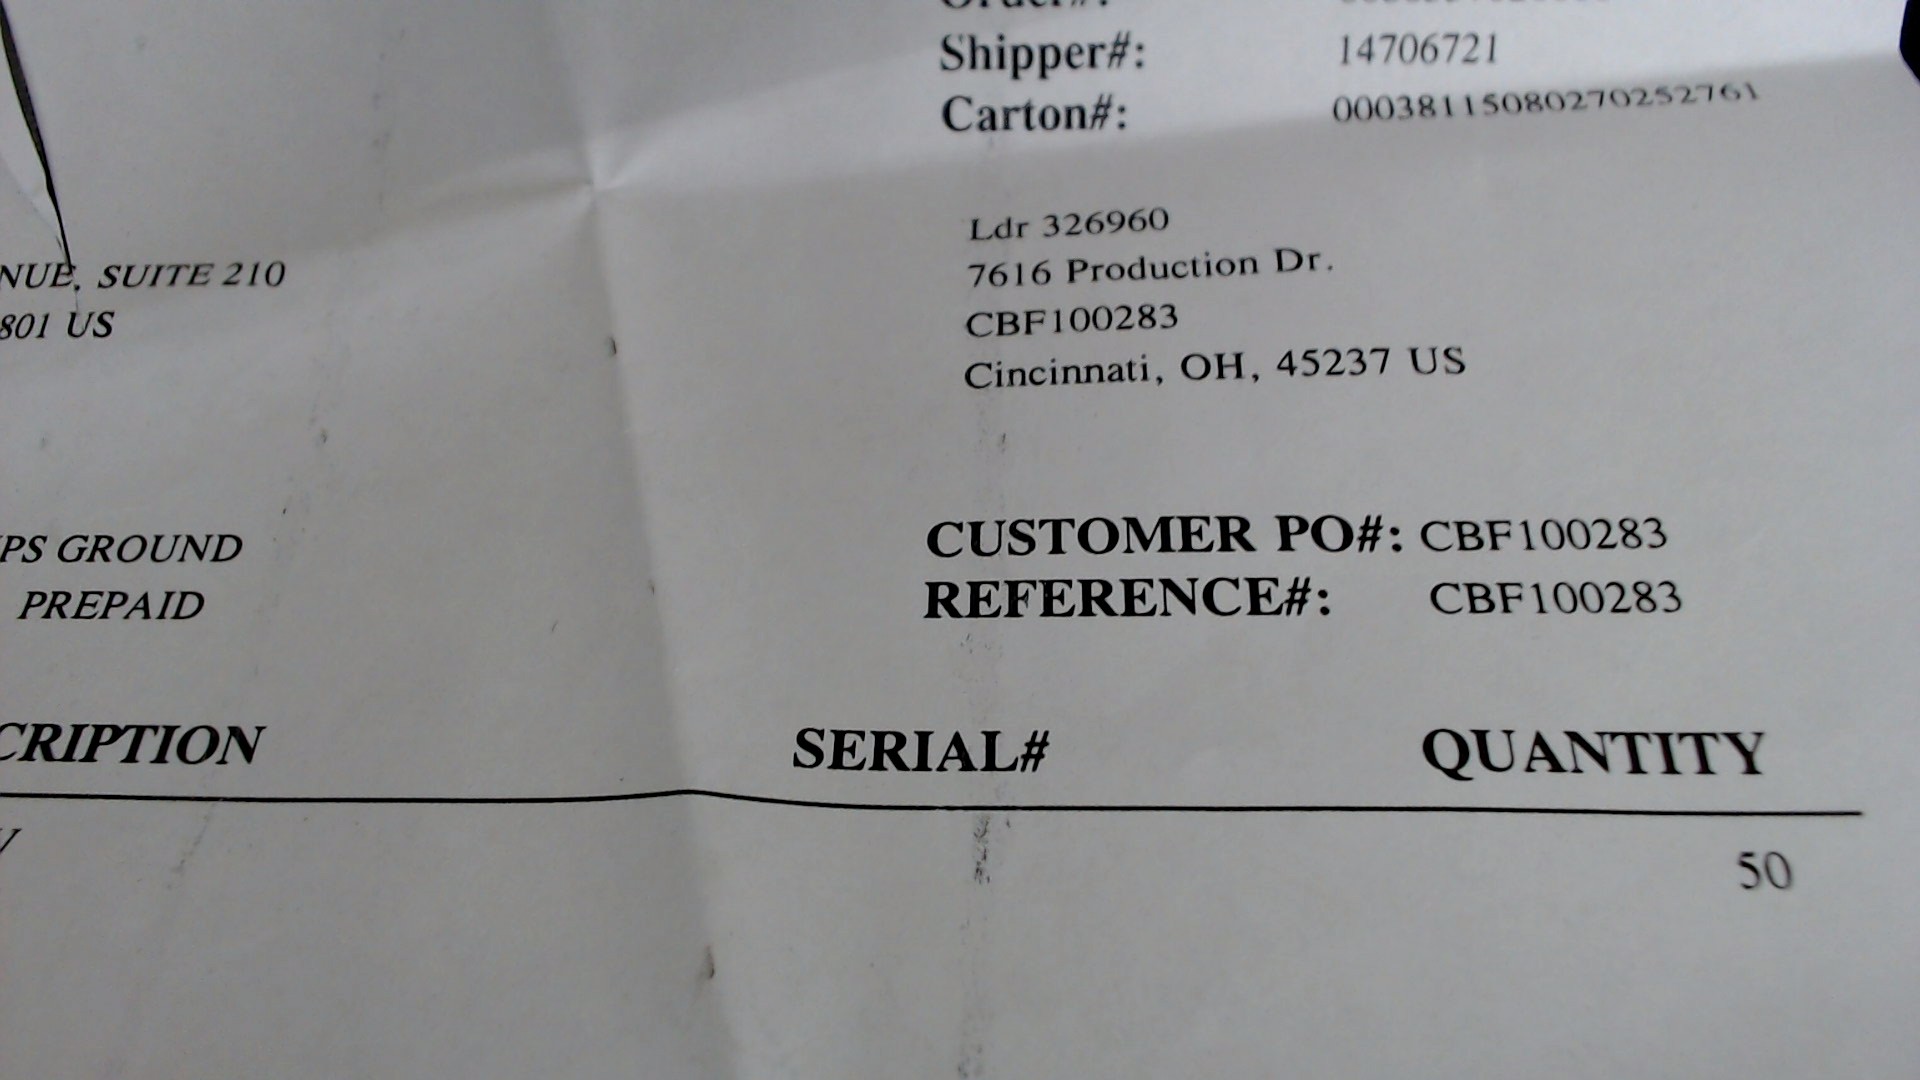 Shipper#: 14706721
Carton#: 00038115080270252761
Ldr 326960
7616 Production Dr.
CBF100283
Cincinnati, OH, 45237 US
NUE, SUITE 210
801 US
CUSTOMER PO#: CBF100283
REFERENCE#: CBF100283
PS GROUND
PREPAID
CRIPTION SERIAL# QUANTITY
50